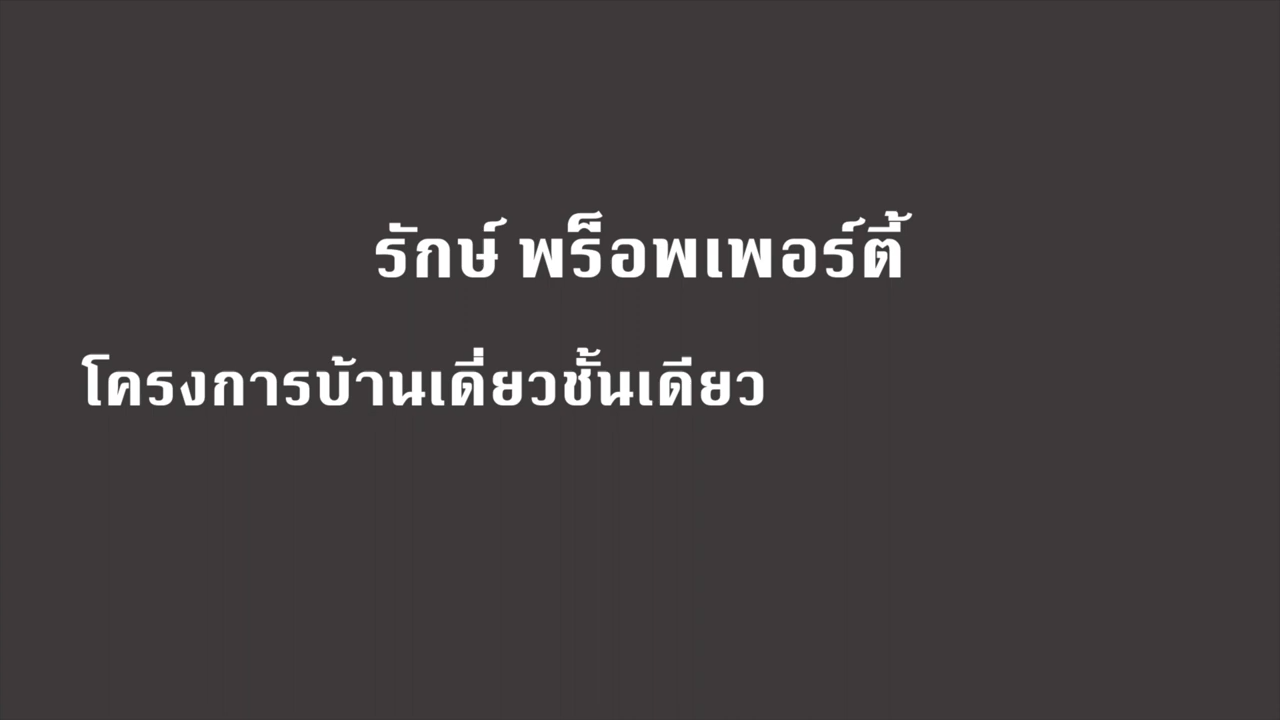 รักษ์ พร็อพเพอร์ตี้
โครงการบ้านเดี่ยวชั้นเดียว